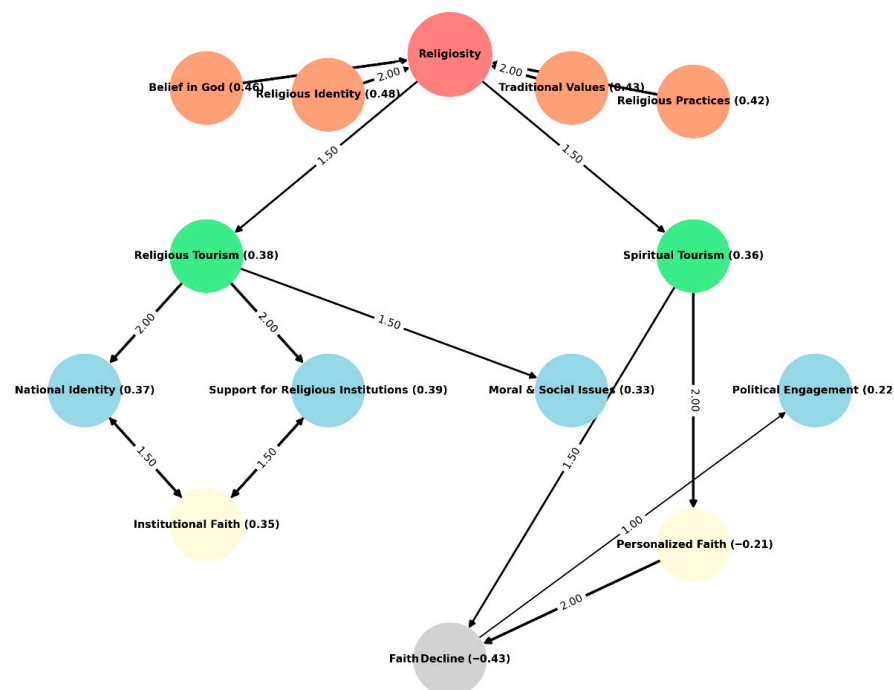 Religiosity
Belief in God (0.46)
Religious Identity (0.48)
2.00
2.00
Traditional Values (0.43)
Religious Practices (0.42)
1.50
1.50
Religious Tourism (0.38)
Spiritual Tourism (0.36)
2.00
2.00
1.50
National Identity (0.37)
Support for Religious Institutions (0.39)
Moral & Social Issues (0.33)
2.00
Political Engagement (0.22
1.50
1.50
1.50
Institutional Faith (0.35)
1.00
Personalized Faith (−0.21)
2.00
Faith Decline (−0.43)